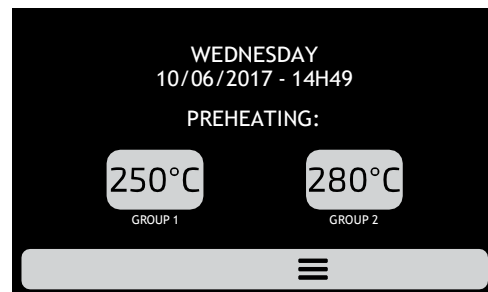 WEDNESDAY
10/06/2017 - 14H49
PREHEATING:
250°C 280°C
GROUP 1 GROUP 2